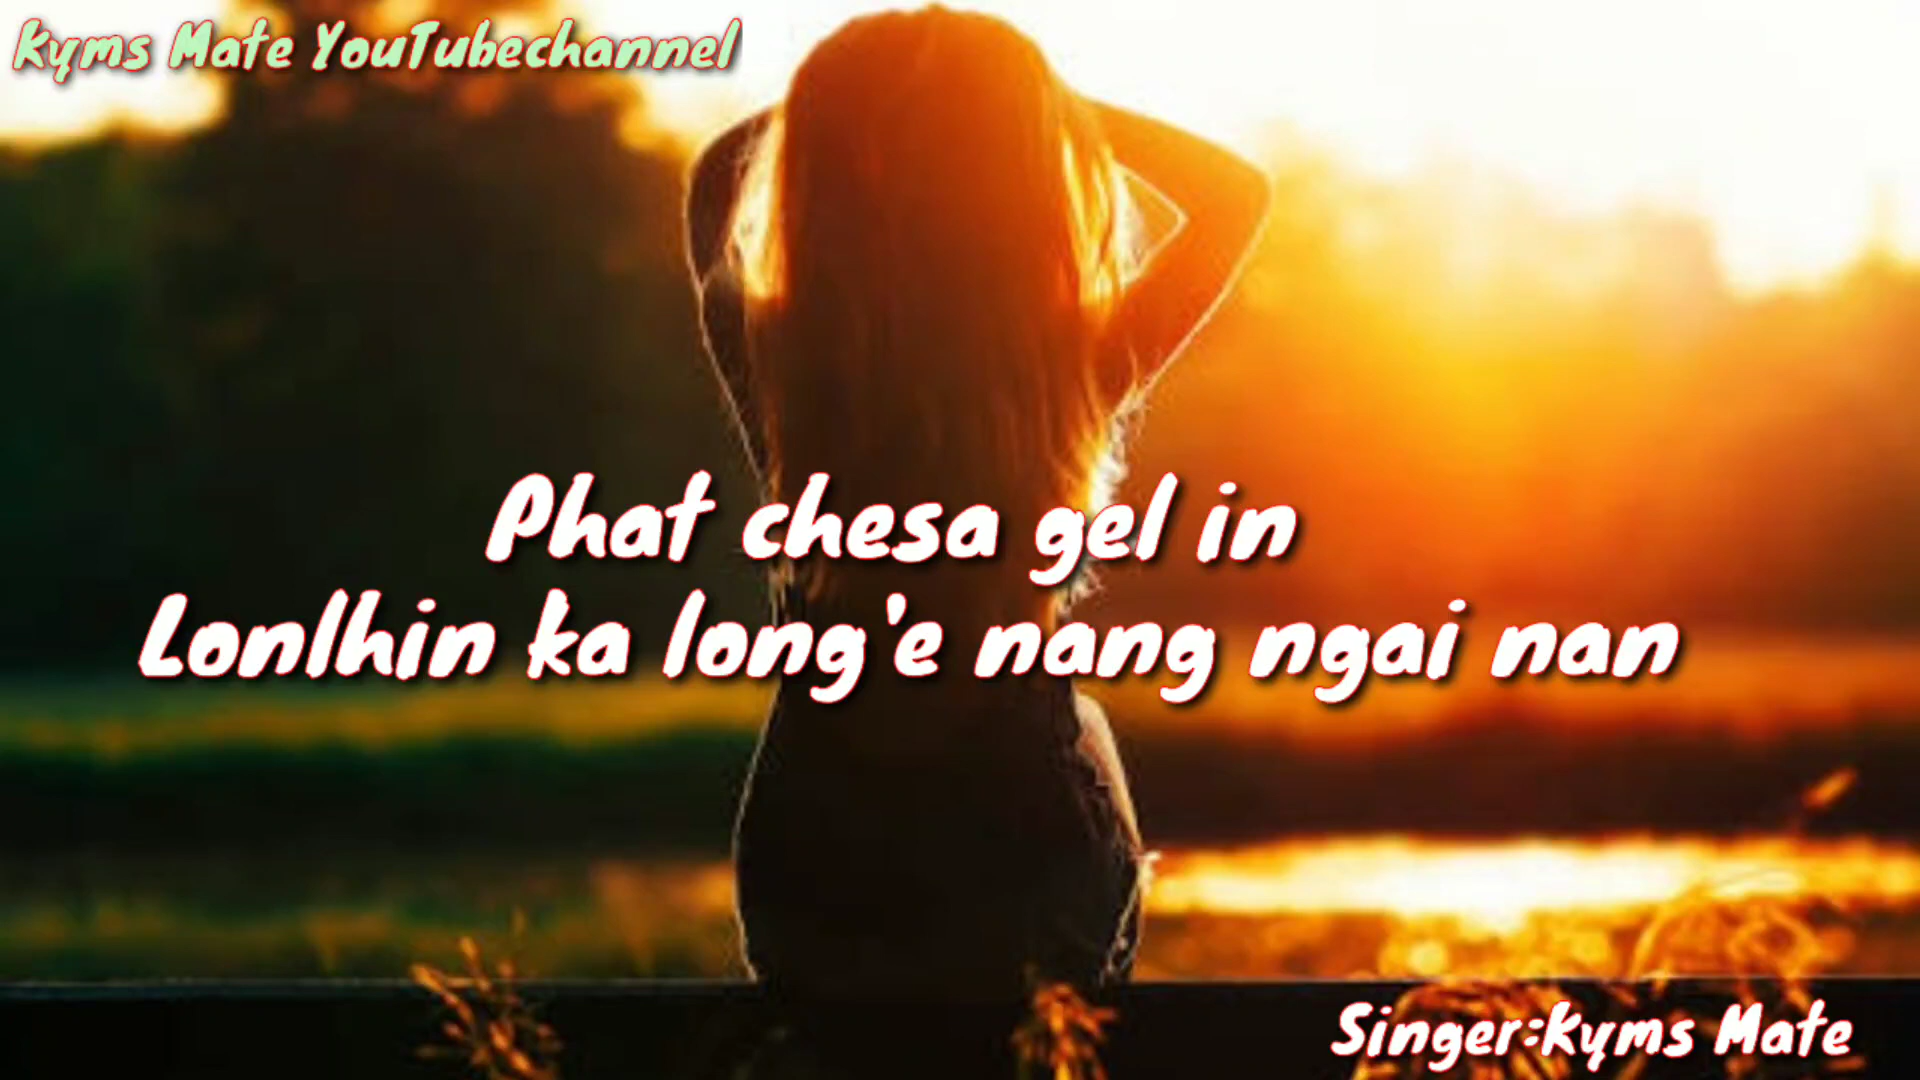 Kyms Mate YouTubechannel
Phat chesa gel in
Lonlhin ka long'e nang ngai nan
Singer:Kyms Mate